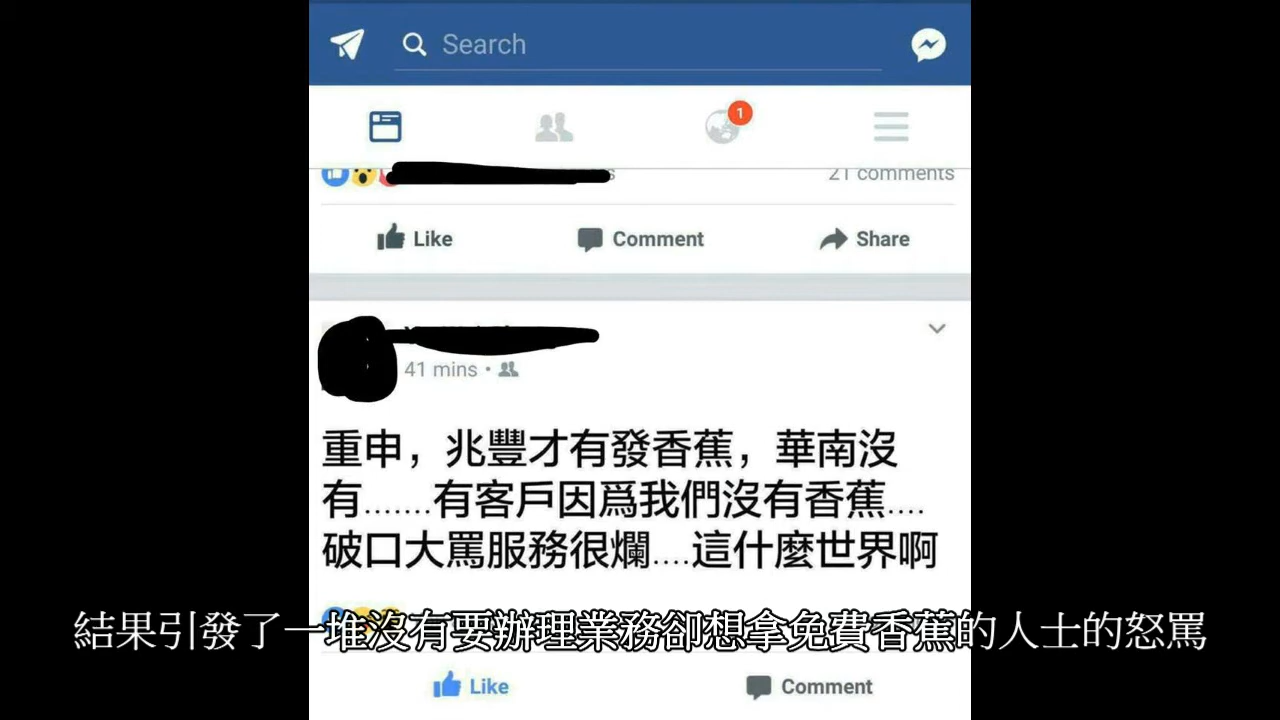 Search
1
21 comments
Like
Comment
Share
41 mins
重申，兆豐才有發香蕉，華南沒
有.......有客戶因爲我們沒有香蕉....
破口大罵服務很爛....這什麼世界啊
結果引發了一堆沒有要辦理業務卻想拿免費香蕉的人士的怒罵
Like
Comment